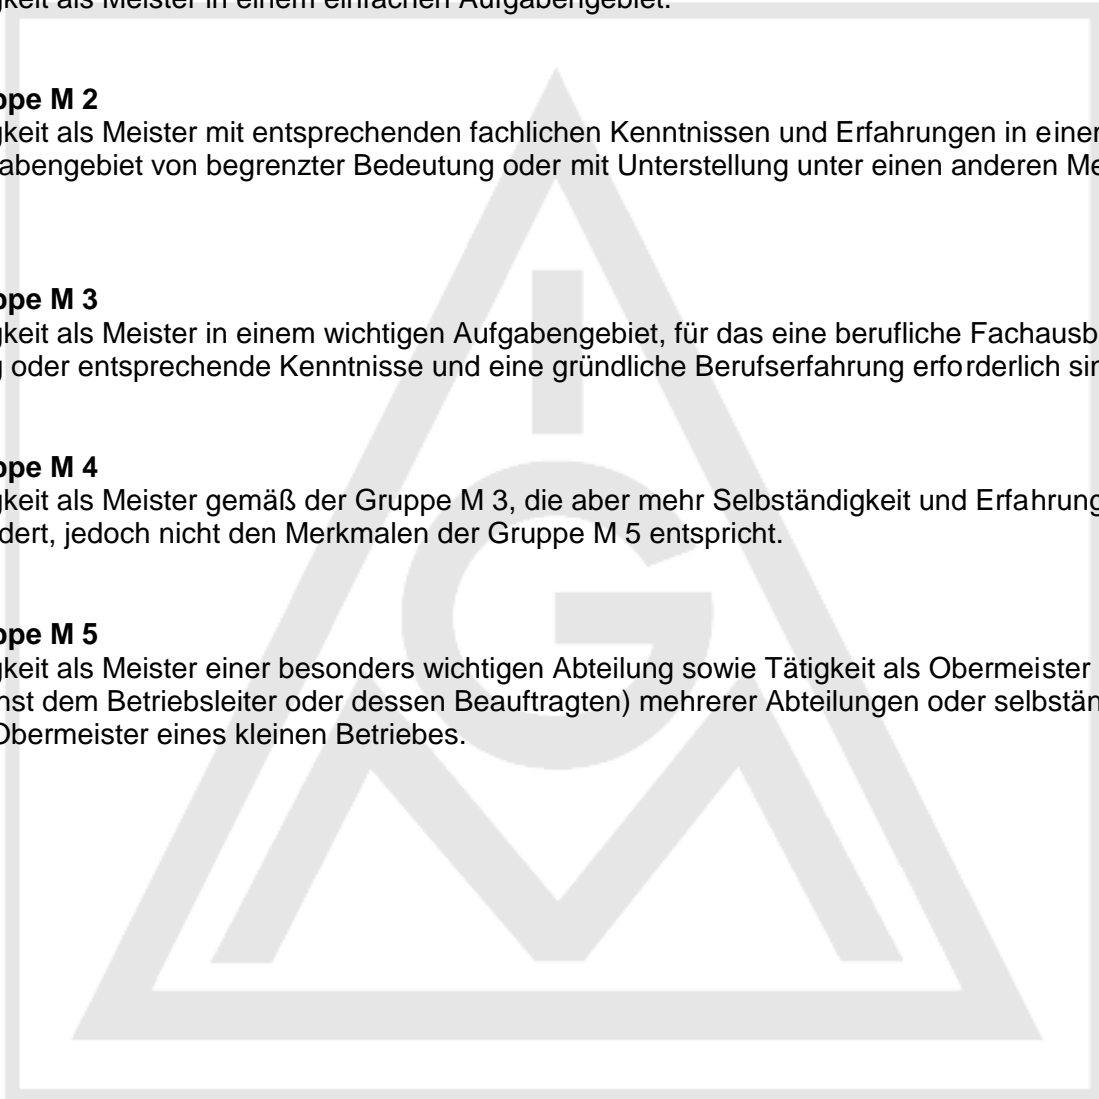 gkeit als Meister in einem einfachen Aufgabengebiet.
ppe M 2
gkeit als Meister mit entsprechenden fachlichen Kenntnissen und Erfahrungen in einer
abengebiet von begrenzter Bedeutung oder mit Unterstellung unter einen anderen Me
ppe M 3
gkeit als Meister in einem wichtigen Aufgabengebiet, für das eine berufliche Fachausb
g oder entsprechende Kenntnisse und eine gründliche Berufserfahrung erforderlich sin
ppe M 4
gkeit als Meister gemäß der Gruppe M 3, die aber mehr Selbständigkeit und Erfahrung
dert, jedoch nicht den Merkmalen der Gruppe M 5 entspricht.
ppe M 5
gkeit als Meister einer besonders wichtigen Abteilung sowie Tätigkeit als Obermeister
hst dem Betriebsleiter oder dessen Beauftragten) mehrerer Abteilungen oder selbstän
Obermeister eines kleinen Betriebes.
IGM